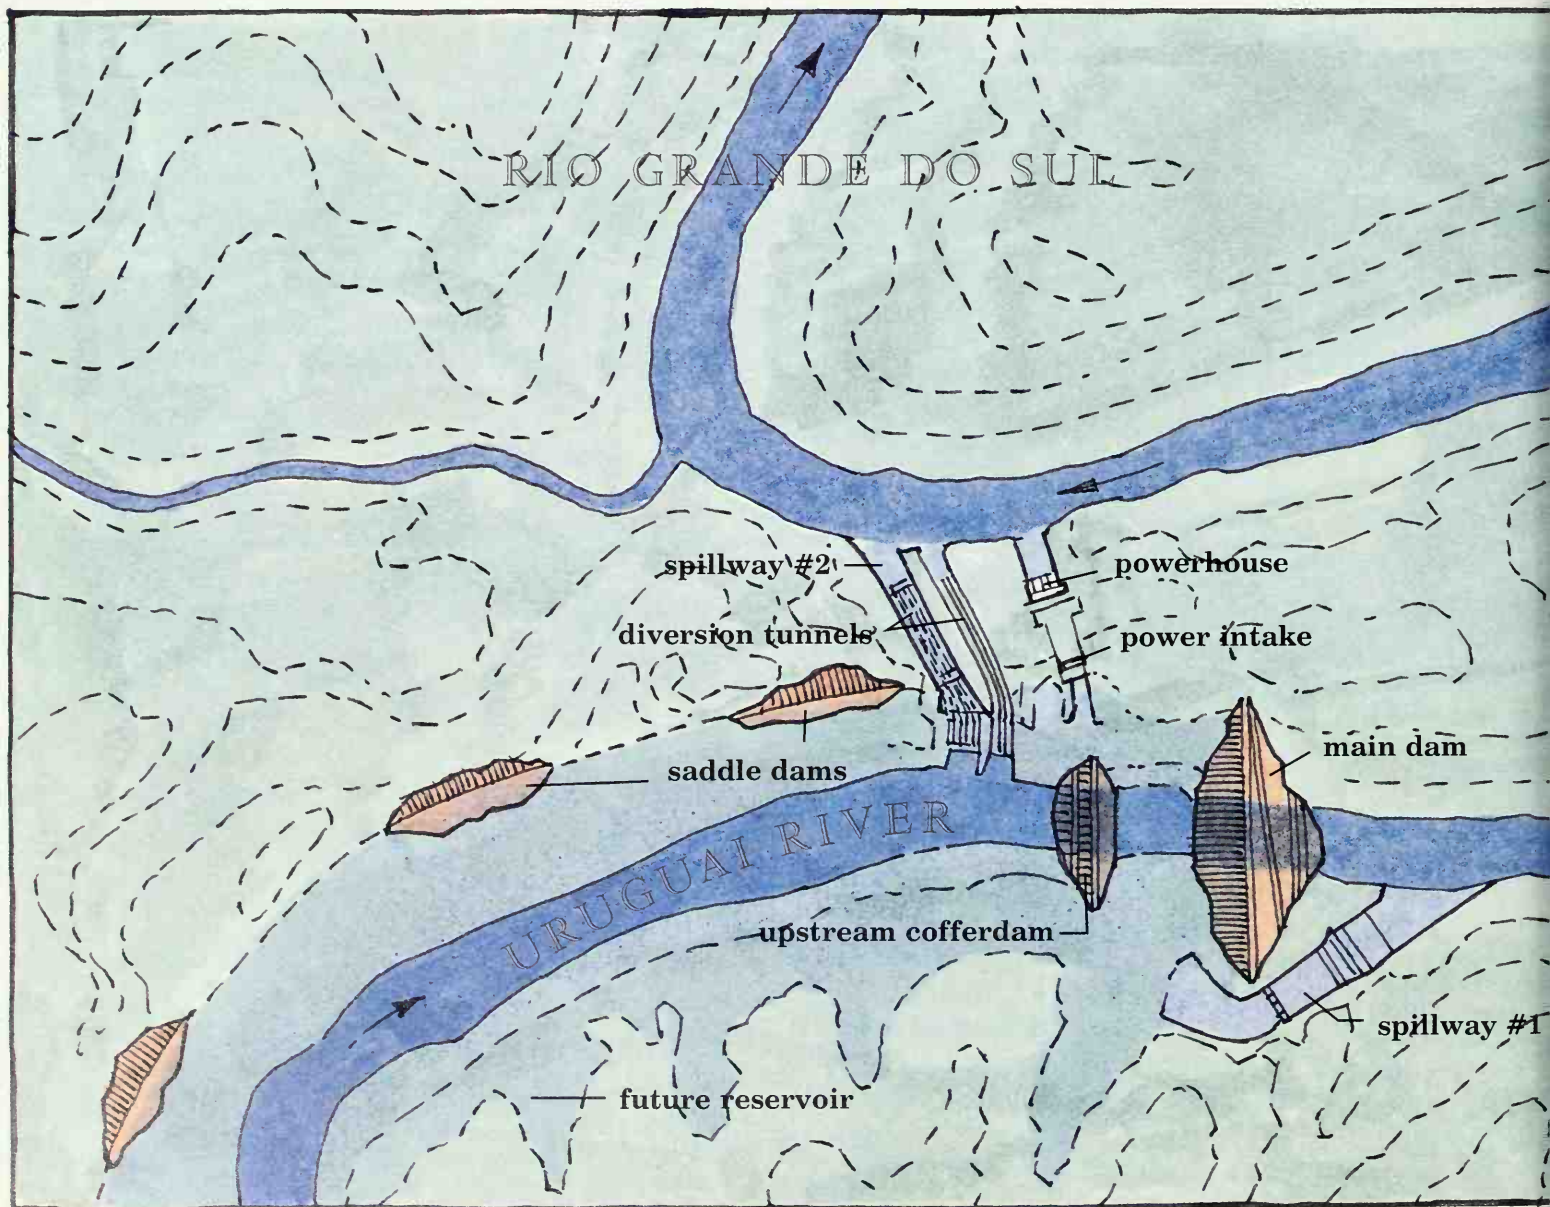 RIO GRANDE DO SUL
spillway #2
powerhouse
diversion tunnels
power intake
main dam
saddle dams
URUGUAI RIVER
upstream cofferdam
spillway #1
future reservoir